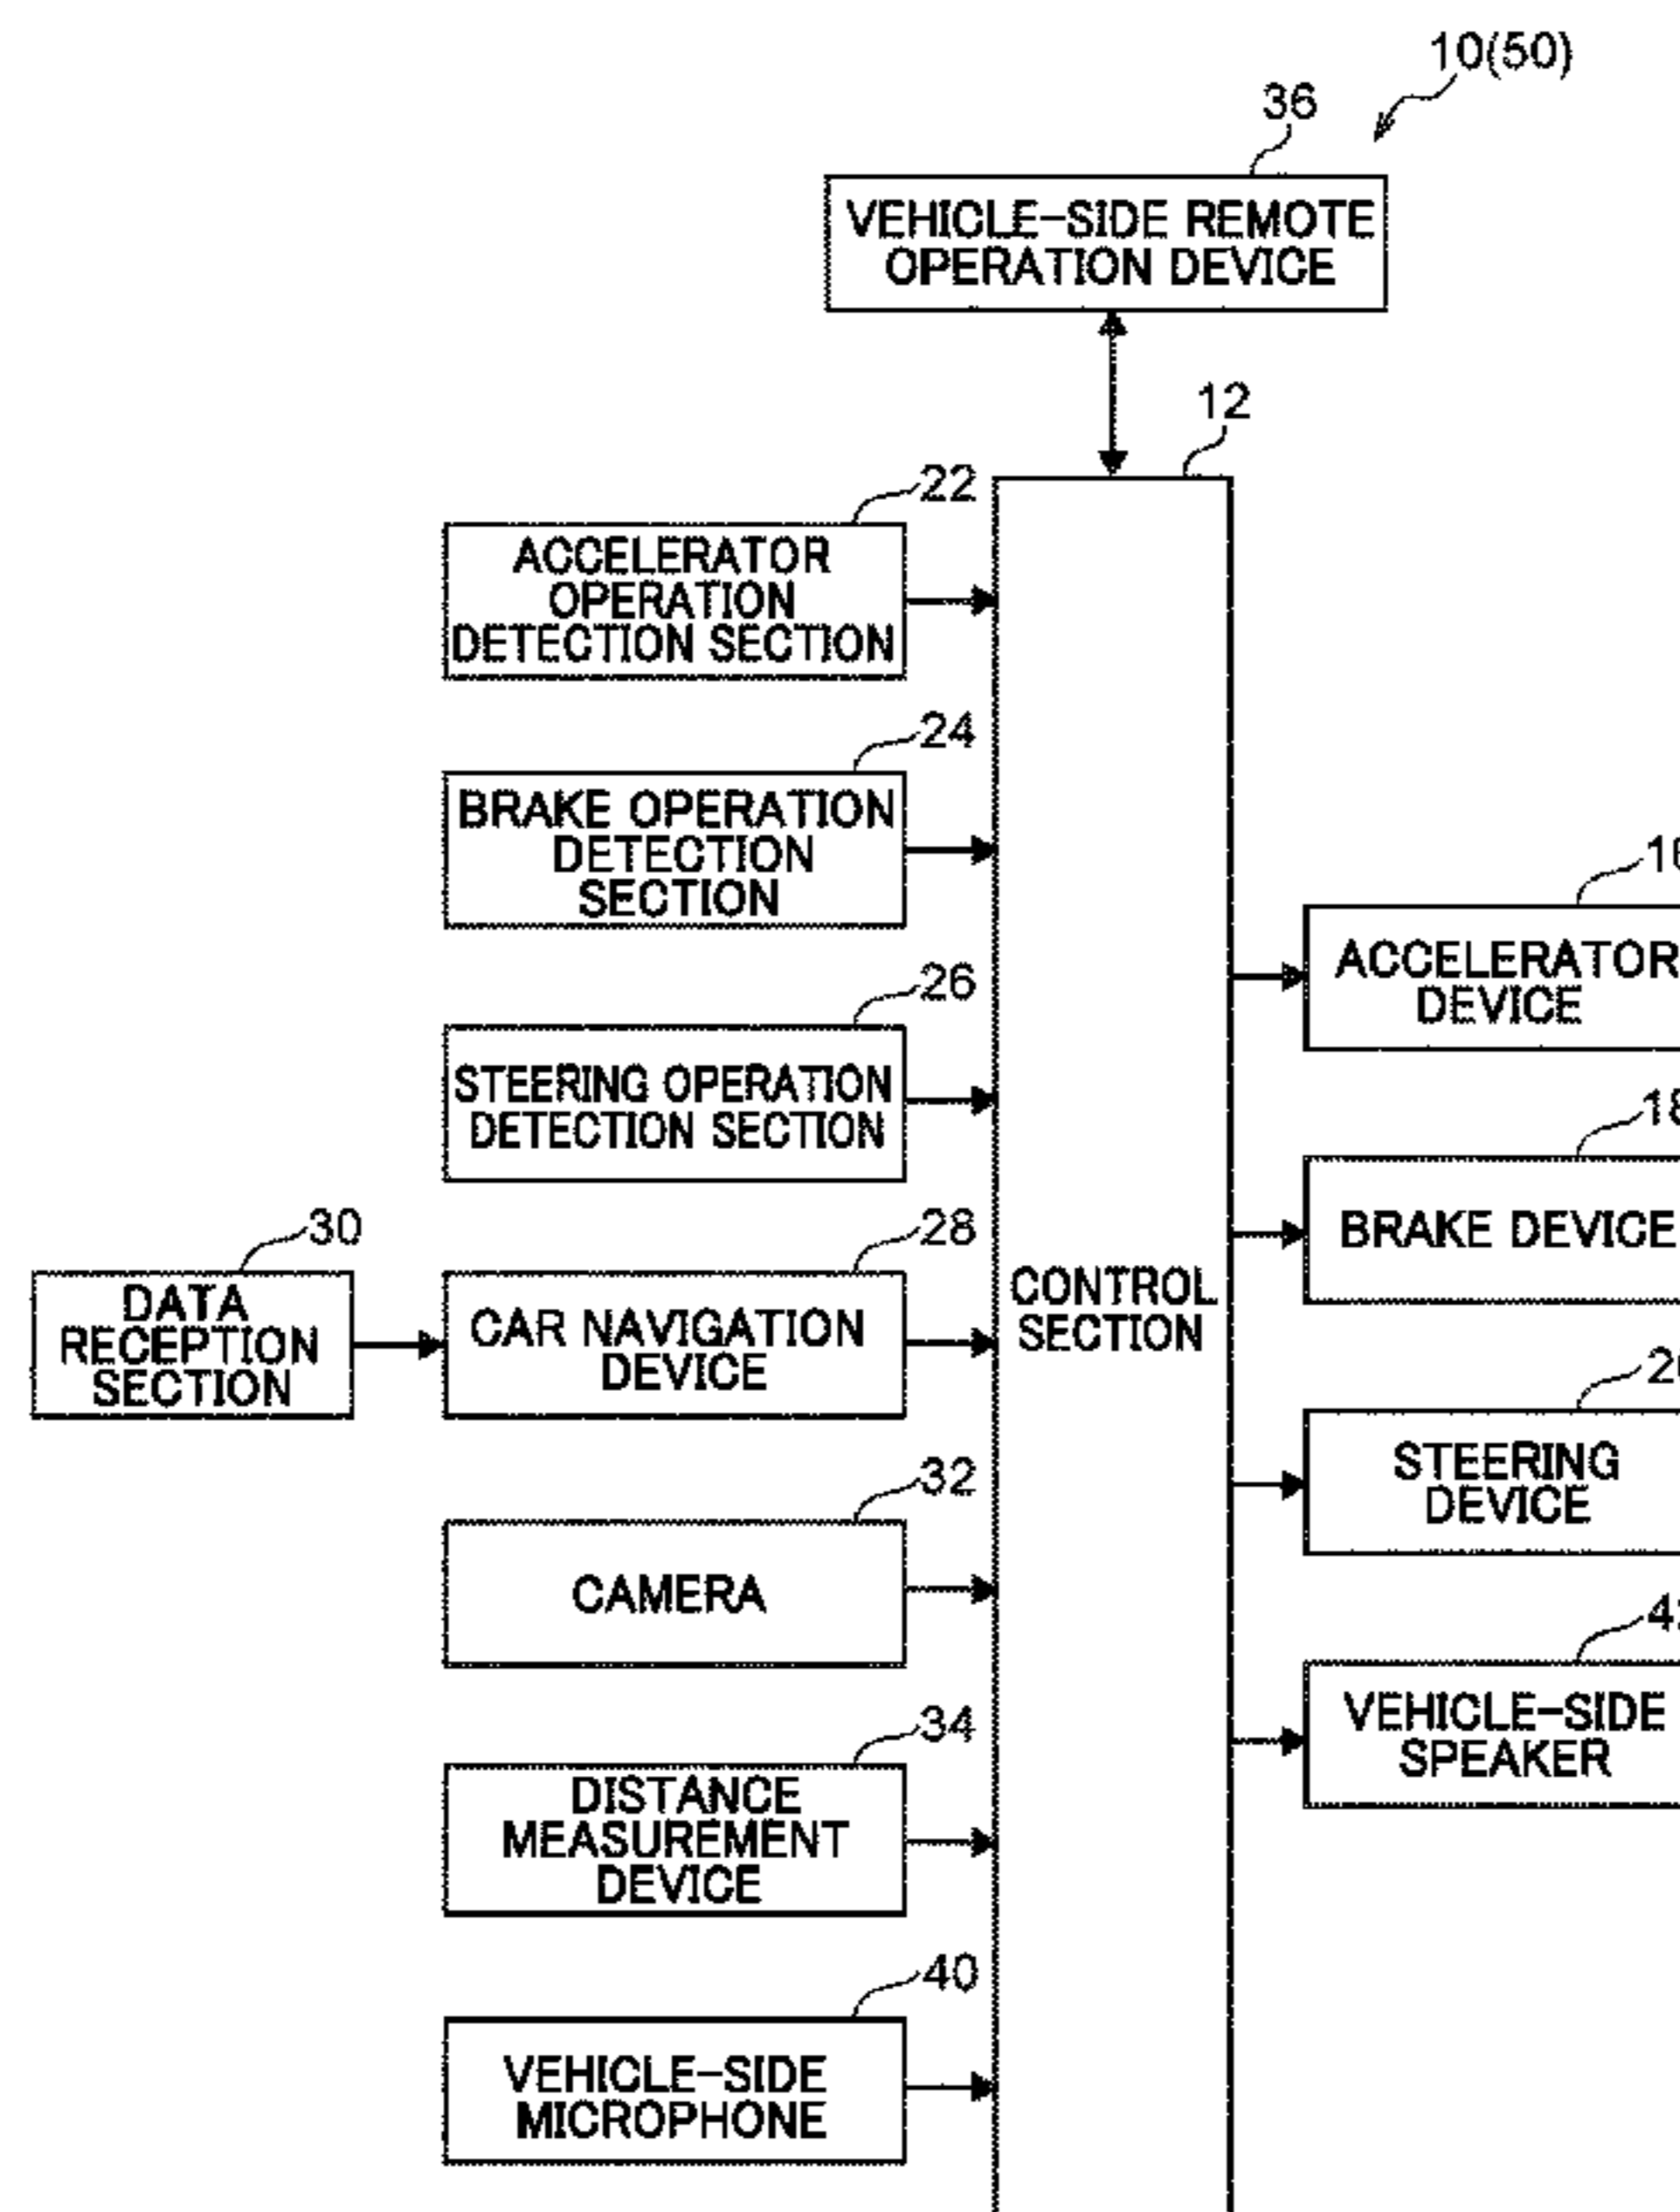 10(50)
36
VEHICLE-SIDE REMOTE
OPERATION DEVICE
12
22
ACCELERATOR
OPERATION
DETECTION SECTION
24
BRAKE OPERATION
DETECTION
SECTION
26
STEERING OPERATION
DETECTION SECTION
30
DATA
RECEPTION
SECTION
28
CAR NAVIGATION
DEVICE
32
CAMERA
34
DISTANCE
MEASUREMENT
DEVICE
40
VEHICLE-SIDE
MICROPHONE
CONTROL
SECTION
ACCELERATOR
DEVICE
18
BRAKE DEVICE
STEERING
DEVICE
VEHICLE-SIDE
SPEAKER